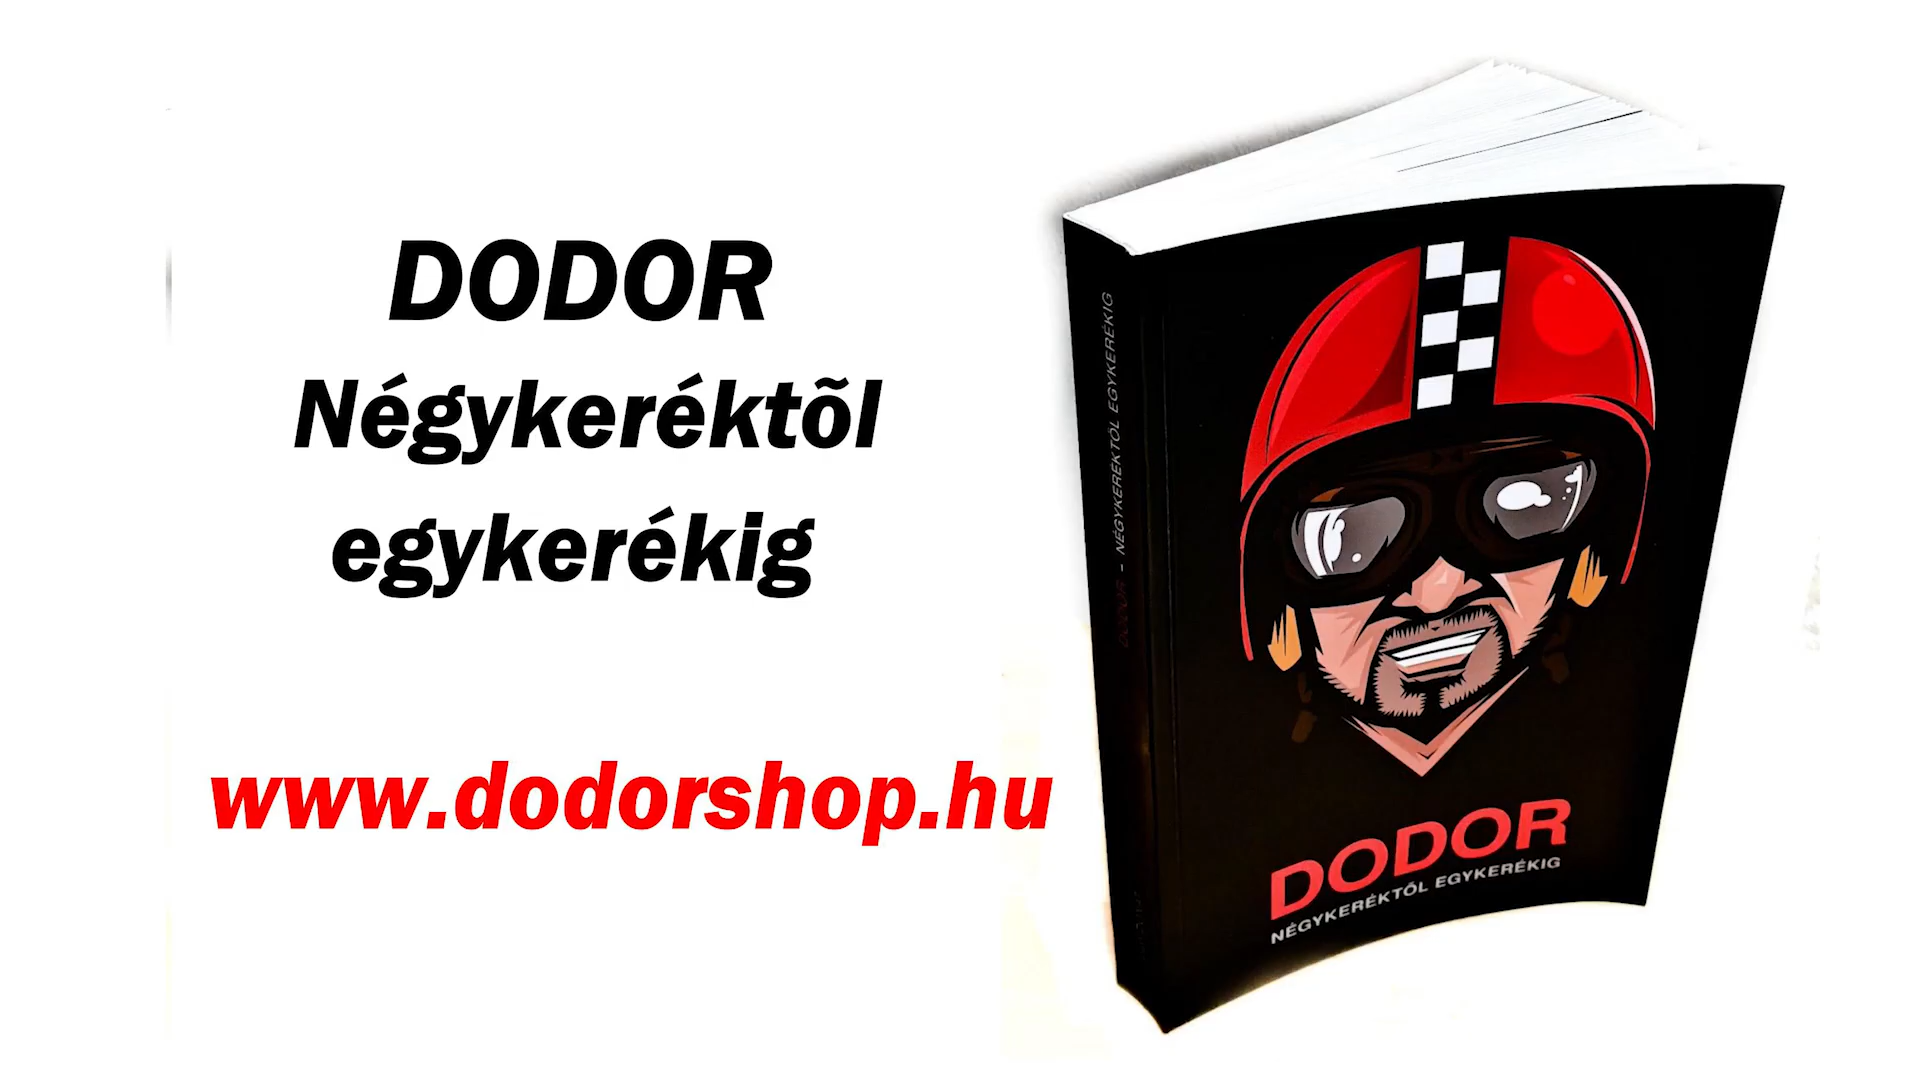 DODOR
Négykeréktõl
egykerékig
www.dodorshop.hu
DODOR - NÉGYKERÉKTŐL EGYKERÉKIG
DODOR
NÉGYKERÉKTŐL EGYKERÉKIG